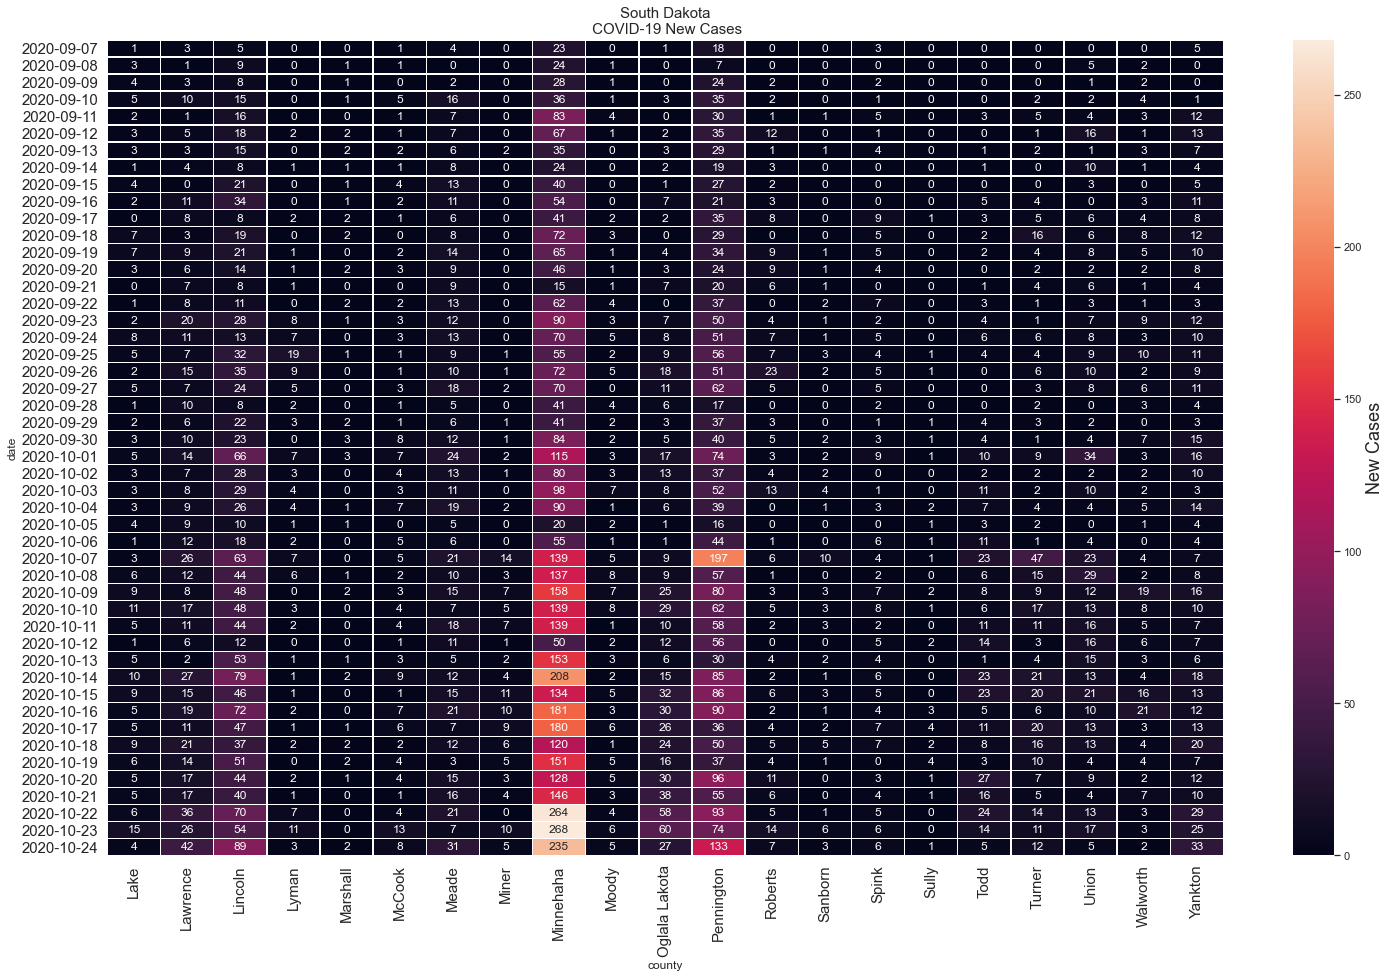 South Dakota
COVID-19 New Cases
2020-09-07 1 3 5 0 0 1 4 0 23 0 1 18 0 0 3 0 0 0 0 0 5
2020-09-08 3 1 9 0 1 1 0 0 24 1 0 7 0 0 0 0 0 0 5 2 0
2020-09-09 4 3 8 0 1 0 2 0 28 1 0 24 2 0 2 0 0 0 1 2 0
2020-09-10 5 10 15 0 1 5 16 0 36 1 3 35 2 0 1 0 0 2 2 4 1
2020-09-11 2 1 16 0 0 1 7 0 83 4 0 30 1 1 5 0 3 5 4 3 12
2020-09-12 3 5 18 2 2 1 7 0 67 1 2 35 12 0 1 0 0 1 16 1 13
2020-09-13 3 3 15 0 2 2 6 2 35 0 3 29 1 1 4 0 1 2 1 3 7
2020-09-14 1 4 8 1 1 1 8 0 24 0 2 19 3 0 0 0 1 0 10 1 4
2020-09-15 4 0 21 0 1 4 13 0 40 0 1 27 2 0 0 0 0 0 3 0 5
2020-09-16 2 11 34 0 1 2 11 0 54 0 7 21 3 0 0 0 5 4 0 3 11
2020-09-17 0 8 8 2 2 1 6 0 41 2 2 35 8 0 9 1 3 5 6 4 8
2020-09-18 7 3 19 0 2 0 8 0 72 3 0 29 0 0 5 0 2 16 6 8 12
2020-09-19 7 9 21 1 0 2 14 0 65 1 4 34 9 1 5 0 2 4 8 5 10
2020-09-20 3 6 14 1 2 3 9 0 46 1 3 24 9 1 4 0 0 2 2 2 8
2020-09-21 0 7 8 1 0 0 9 0 15 1 7 20 6 1 0 0 1 4 6 1 4
2020-09-22 1 8 11 0 2 2 13 0 62 4 0 37 0 2 7 0 3 1 3 1 3
2020-09-23 2 20 28 8 1 3 12 0 90 3 7 50 4 1 2 0 4 1 7 9 12
2020-09-24 8 11 13 7 0 3 13 0 70 5 8 51 7 1 5 0 6 6 8 3 10
2020-09-25 5 7 32 19 1 1 9 1 55 2 9 56 7 3 4 1 4 4 9 10 11
2020-09-26 2 15 35 9 0 1 10 1 72 5 18 51 23 2 5 1 0 6 10 2 9
2020-09-27 5 7 24 5 0 3 18 2 70 0 11 62 5 0 5 0 0 3 8 6 11
2020-09-28 1 10 8 2 0 1 5 0 41 4 6 17 0 0 2 0 0 2 0 3 4
2020-09-29 2 6 22 3 2 1 6 1 41 2 3 37 3 0 1 1 4 3 2 0 3
2020-09-30 3 10 23 0 3 8 12 1 84 2 5 40 5 2 3 1 4 1 4 7 15
2020-10-01 5 14 66 7 3 7 24 2 115 3 17 74 3 2 9 1 10 9 34 3 16
2020-10-02 3 7 28 3 0 4 13 1 80 3 13 37 4 2 0 0 2 2 2 2 10
2020-10-03 3 8 29 4 0 3 11 0 98 7 8 52 13 4 1 0 11 2 10 2 3
2020-10-04 3 9 26 4 1 7 19 2 90 1 6 39 0 1 3 2 7 4 4 5 14
2020-10-05 4 9 10 1 1 0 5 0 20 2 1 16 0 0 0 1 3 2 0 1 4
2020-10-06 1 12 18 2 0 5 6 0 55 1 1 44 1 0 6 1 11 1 4 0 4
2020-10-07 3 26 63 7 0 5 21 14 139 5 9 197 6 10 4 1 23 47 23 4 7
2020-10-08 6 12 44 6 1 2 10 3 137 8 9 57 1 0 2 0 6 15 29 2 8
2020-10-09 9 8 48 0 2 3 15 7 158 7 25 80 3 3 7 2 8 9 12 19 16
2020-10-10 11 17 48 3 0 4 7 5 139 8 29 62 5 3 8 1 6 17 13 8 10
2020-10-11 5 11 44 2 0 4 18 7 139 1 10 58 2 3 2 0 11 11 16 5 7
2020-10-12 1 6 12 0 0 1 11 1 50 2 12 56 0 0 5 2 14 3 16 6 7
2020-10-13 5 2 53 1 1 3 5 2 153 3 6 30 4 2 4 0 1 4 15 3 6
2020-10-14 10 27 79 1 2 9 12 4 208 2 15 85 2 1 6 0 23 21 13 4 18
2020-10-15 9 15 46 1 0 1 15 11 134 5 32 86 6 3 5 0 23 20 21 16 13
2020-10-16 5 19 72 2 0 7 21 10 181 3 30 90 2 1 4 3 5 6 10 21 12
2020-10-17 5 11 47 1 1 6 7 9 180 6 26 36 4 2 7 4 11 20 13 3 13
2020-10-18 9 21 37 2 2 2 12 6 120 1 24 50 5 5 7 2 8 16 13 4 20
2020-10-19 6 14 51 0 2 4 3 5 151 5 16 37 4 1 0 4 3 10 4 4 7
2020-10-20 5 17 44 2 1 4 15 3 128 5 30 96 11 0 3 1 27 7 9 2 12
2020-10-21 5 17 40 1 0 1 16 4 146 3 38 55 6 0 4 1 16 5 4 7 10
2020-10-22 6 36 70 7 0 4 21 0 264 4 58 93 5 1 5 0 24 14 13 3 29
2020-10-23 15 26 54 11 0 13 7 10 268 6 60 74 14 6 6 0 14 11 17 3 25
2020-10-24 4 42 89 3 2 8 31 5 235 5 27 133 7 3 6 1 5 12 5 2 33
date
Lake Lawrence Lincoln Lyman Marshall McCook Meade Miner Minnehaha Moody Oglala Lakota Pennington Roberts Sanborn Spink Sully Todd Turner Union Walworth Yankton
county
250
200
150
100
50
0
New Cases